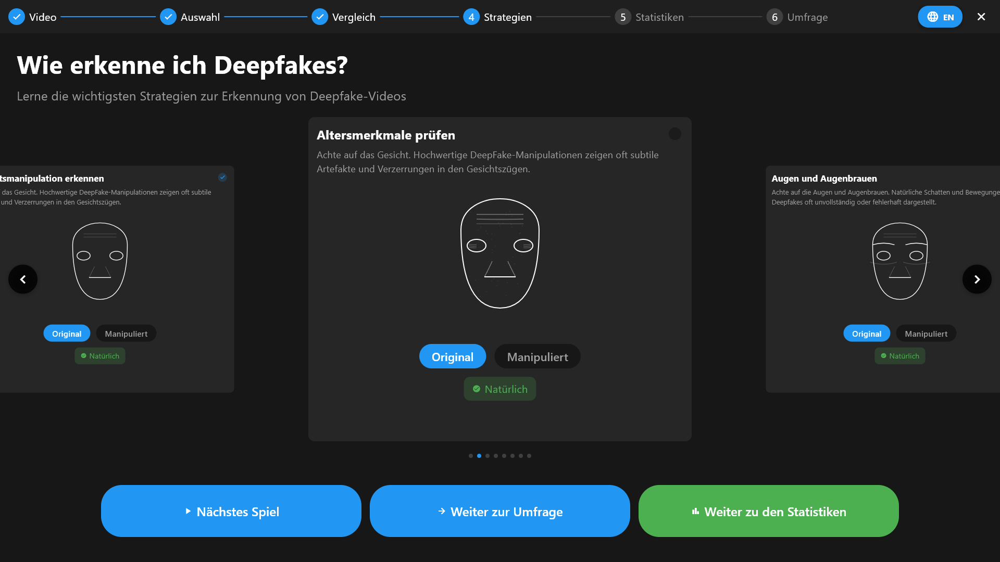 Video
Auswahl
Vergleich
4 Strategien
5 Statistiken
6 Umfrage
EN
Wie erkenne ich Deepfakes?
Lerne die wichtigsten Strategien zur Erkennung von Deepfake-Videos
tsmanipulation erkennen
das Gesicht. Hochwertige DeepFake-Manipulationen zeigen oft subtile
und Verzerrungen in den Gesichtszügen.
Original
Manipuliert
Natürlich
Altersmerkmale prüfen
Achte auf das Gesicht. Hochwertige DeepFake-Manipulationen zeigen oft subtile
Artefakte und Verzerrungen in den Gesichtszügen.
Original
Manipuliert
Natürlich
Augen und Augenbrauen
Achte auf die Augen und Augenbrauen. Natürliche Schatten und Bewegunge
Deepfakes oft unvollständig oder fehlerhaft dargestellt.
Original
Manipuliert
Natürlich
Nächstes Spiel
Weiter zur Umfrage
Weiter zu den Statistiken